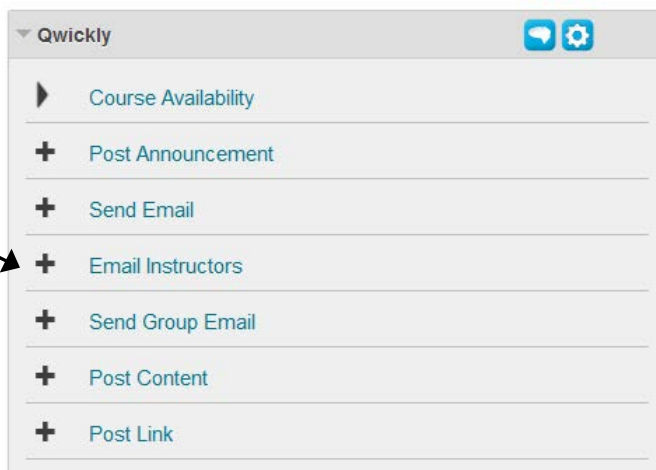 Qwickly
Course Availability
Post Announcement
Send Email
Email Instructors
Send Group Email
Post Content
Post Link